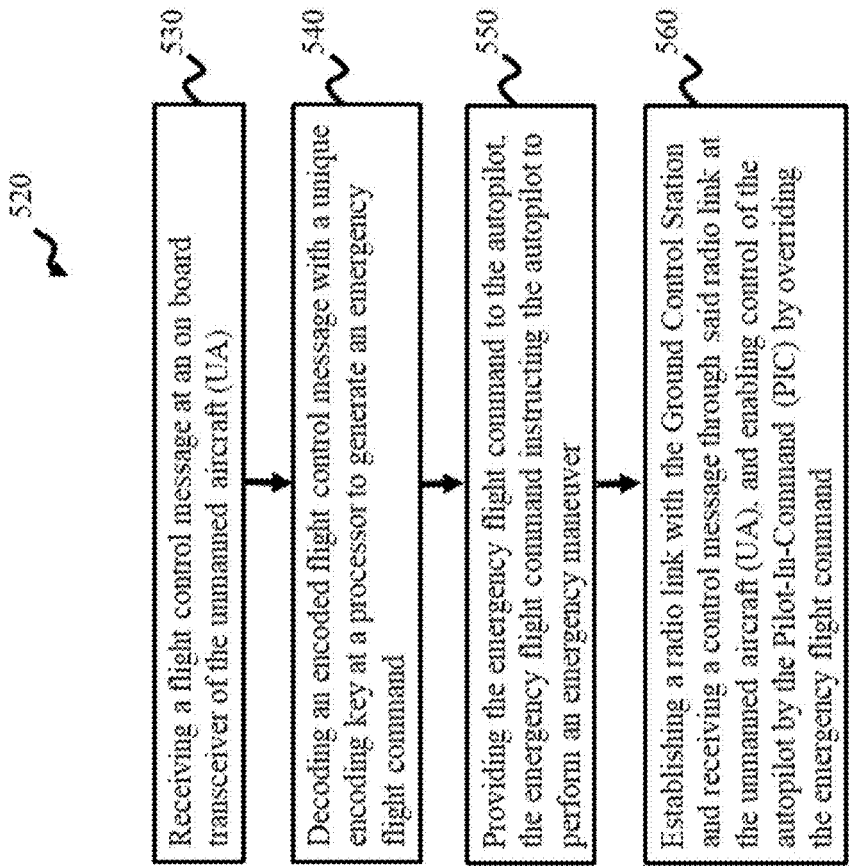 520
530
Receiving a flight control message at an on board
transceiver of the unmanned aircraft (UA)
540
Decoding an encoded flight control message with a unique
encoding key at a processor to generate an emergency
flight command
550
Providing the emergency flight command to the autopilot,
the emergency flight command instructing the autopilot to
perform an emergency maneuver
560
Establishing a radio link with the Ground Control Station
and receiving a control message through said radio link at
the unmanned aircraft (UA), and enabling control of the
autopilot by the Pilot-In-Command (PIC) by overriding
the emergency flight command